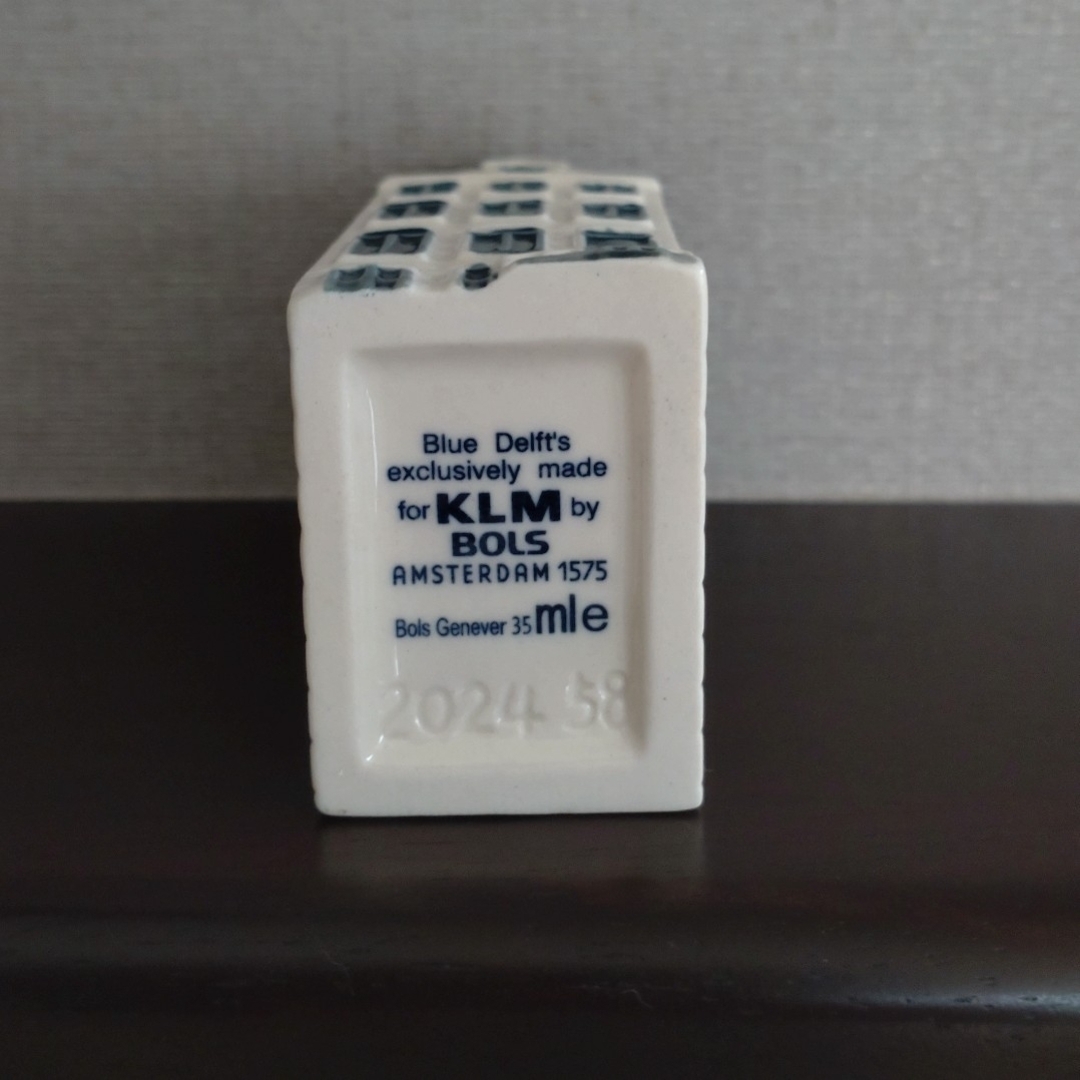 Blue Delft's
exclusively made
for KLM by
BOLS
AMSTERDAM 1575
Bols Genever 35 mle
2024 58